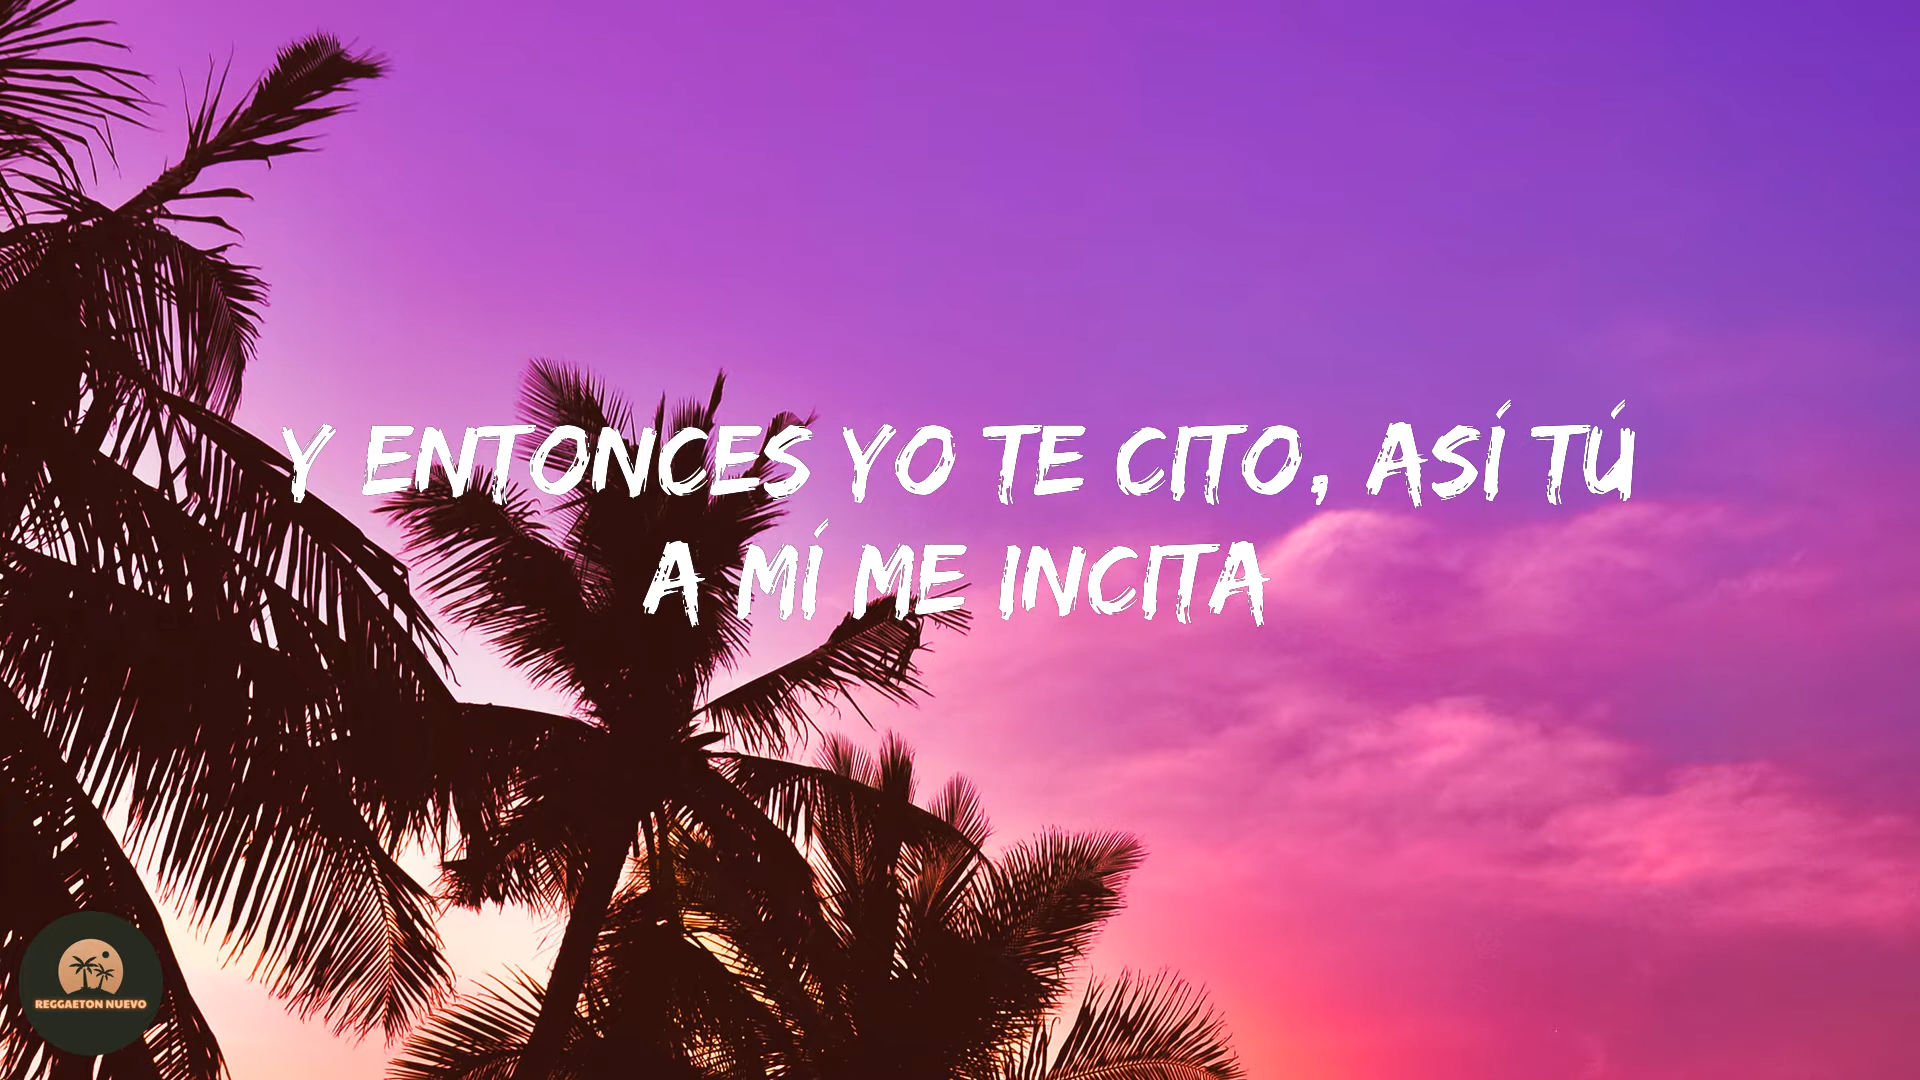 Y ENTONCES YO TE CITO, ASÍ TÚ
A MÍ ME INCITA
REGGAETON NUEVO